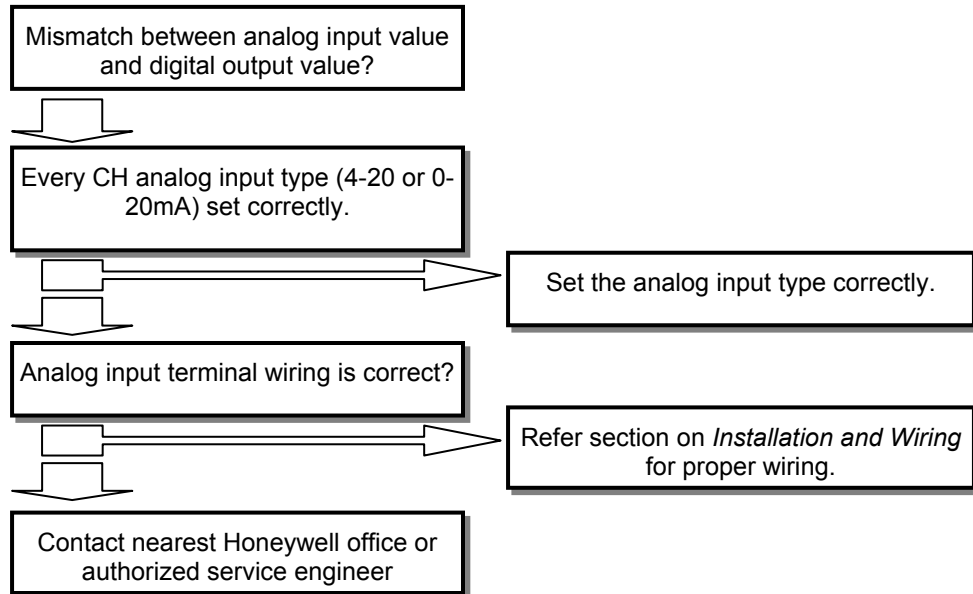 Mismatch between analog input value
and digital output value?
Every CH analog input type (4-20 or 0-
20mA) set correctly.
Set the analog input type correctly.
Analog input terminal wiring is correct?
Refer section on Installation and Wiring
for proper wiring.
Contact nearest Honeywell office or
authorized service engineer